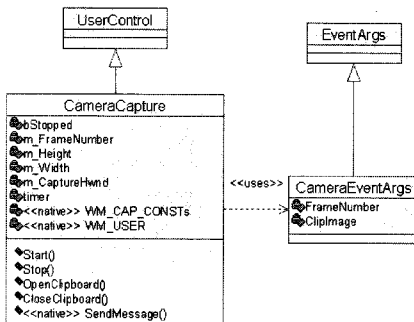 UserControl
EventArgs
CameraCapture
bStopped
m_FrameNumber
m_Height
m_Width
m_CaptureHwnd
timer
<<native>> WM_CAP_CONSTs
<<native>> WM_USER
Start()
Stop()
OpenClipboard()
CloseClipboard()
<<native>> SendMessage()
<<uses>>
CameraEventArgs
FrameNumber
ClipImage